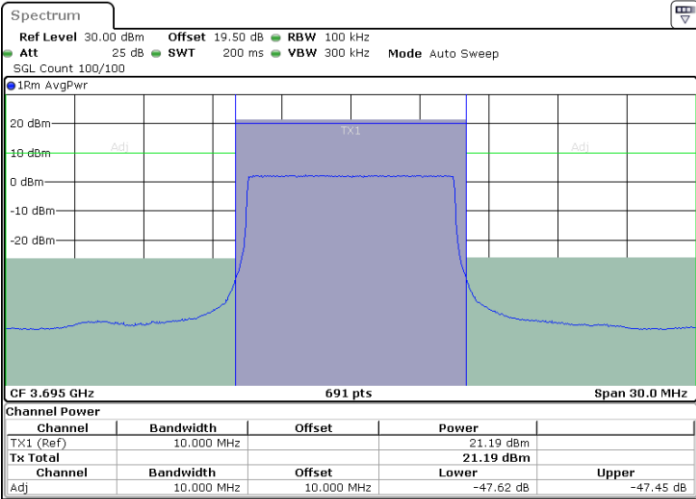 Spectrum
Ref Level 30.00 dBm Offset 19.50 dB RBW 100 kHz
Att 25 dB SWT 200 ms VBW 300 kHz Mode Auto Sweep
SGL Count 100/100
1Rm AvgPwr
20 dBm
TX1
Adj Adj
10 dBm
0 dBm
-10 dBm
-20 dBm
CF 3.695 GHz 691 pts Span 30.0 MHz
Channel Power
Channel Bandwidth Offset Power
TX1 (Ref) 10.000 MHz 21.19 dBm
Tx Total 21.19 dBm
Channel Bandwidth Offset Lower Upper
Adj 10.000 MHz 10.000 MHz -47.62 dB -47.45 dB